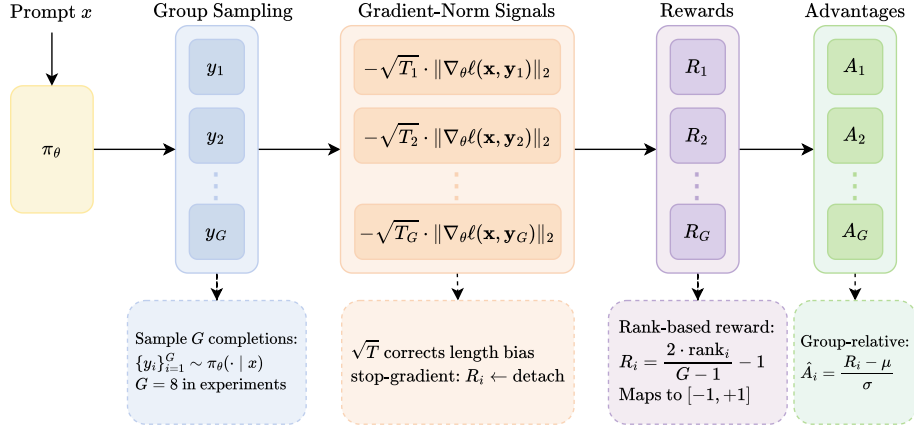 Prompt x
Group Sampling
Gradient-Norm Signals
Rewards
Advantages
π_θ
y_1
y_2
y_G
−√T_1 · ‖∇_θ ℓ(x, y_1)‖_2
−√T_2 · ‖∇_θ ℓ(x, y_2)‖_2
−√T_G · ‖∇_θ ℓ(x, y_G)‖_2
R_1
R_2
R_G
A_1
A_2
A_G
Sample G completions:
{y_i}_{i=1}^G ∼ π_θ(· | x)
G = 8 in experiments
√T corrects length bias
stop-gradient: R_i ← detach
Rank-based reward:
R_i = (2 · rank_i)/(G − 1) − 1
Maps to [−1, +1]
Group-relative:
Â_i = (R_i − μ)/σ